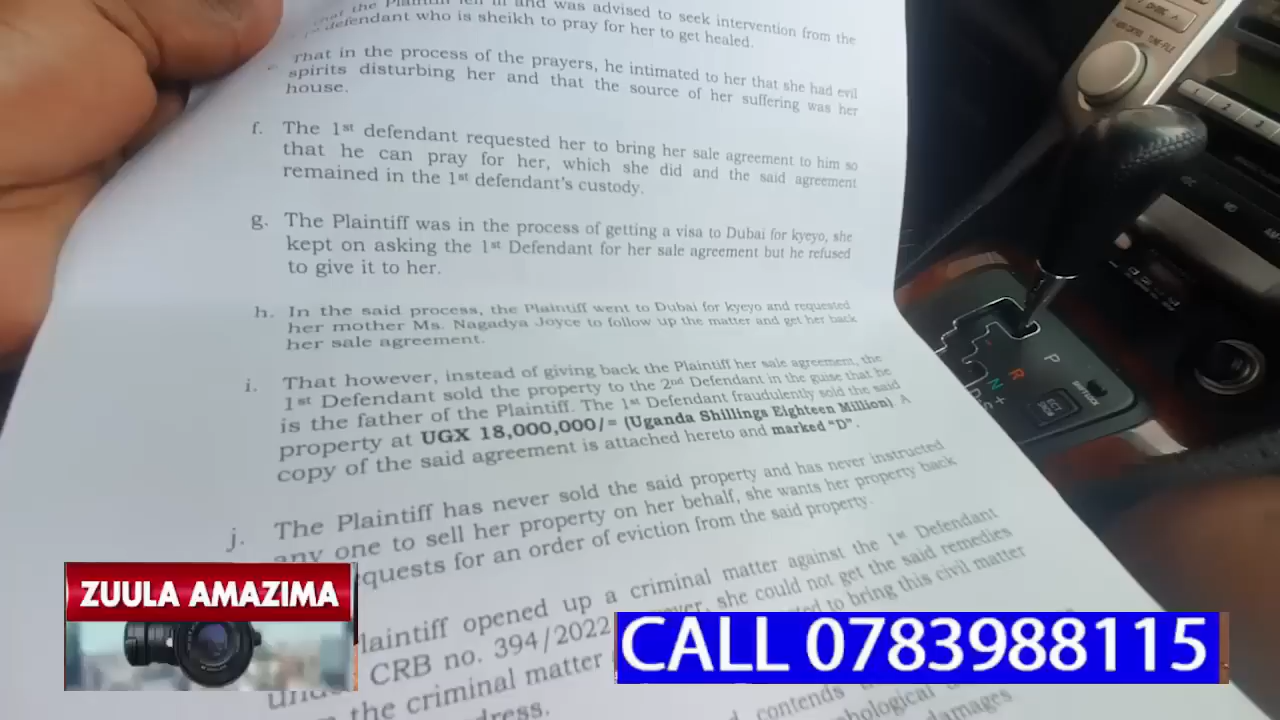 the Plaintiff fell ill and was advised to seek intervention from the
defendant who is sheikh to pray for her to get healed.
That in the process of the prayers, he intimated to her that she had evil
spirits disturbing her and that the source of her suffering was her
house.
f. The 1st defendant requested her to bring her sale agreement to him so
that he can pray for her, which she did and the said agreement
remained in the 1st defendant's custody.
g. The Plaintiff was in the process of getting a visa to Dubai for kyeyo, she
kept on asking the 1st Defendant for her sale agreement but he refused
to give it to her.
h. In the said process, the Plaintiff went to Dubai for kyeyo and requested
her mother Ms. Nagadya Joyce to follow up the matter and get her back
her sale agreement.
i. That however, instead of giving back the Plaintiff her sale agreement, the
1st Defendant sold the property to the 2nd Defendant in the guise that he
is the father of the Plaintiff. The 1st Defendant fraudulently sold the said
property at UGX 18,000,000/= (Uganda Shillings Eighteen Million). A
copy of the said agreement is attached hereto and marked "D".
j. The Plaintiff has never sold the said property and has never instructed
any one to sell her property on her behalf, she wants her property back
quests for an order of eviction from the said property.
laintiff opened up a criminal matter against the 1st Defendant
CRB no. 394/2022 she could not get the said remedies
the criminal matter to bring this civil matter
dress.
contends
damages
ZUULA AMAZIMA
CALL 0783988115
P
R
N
+